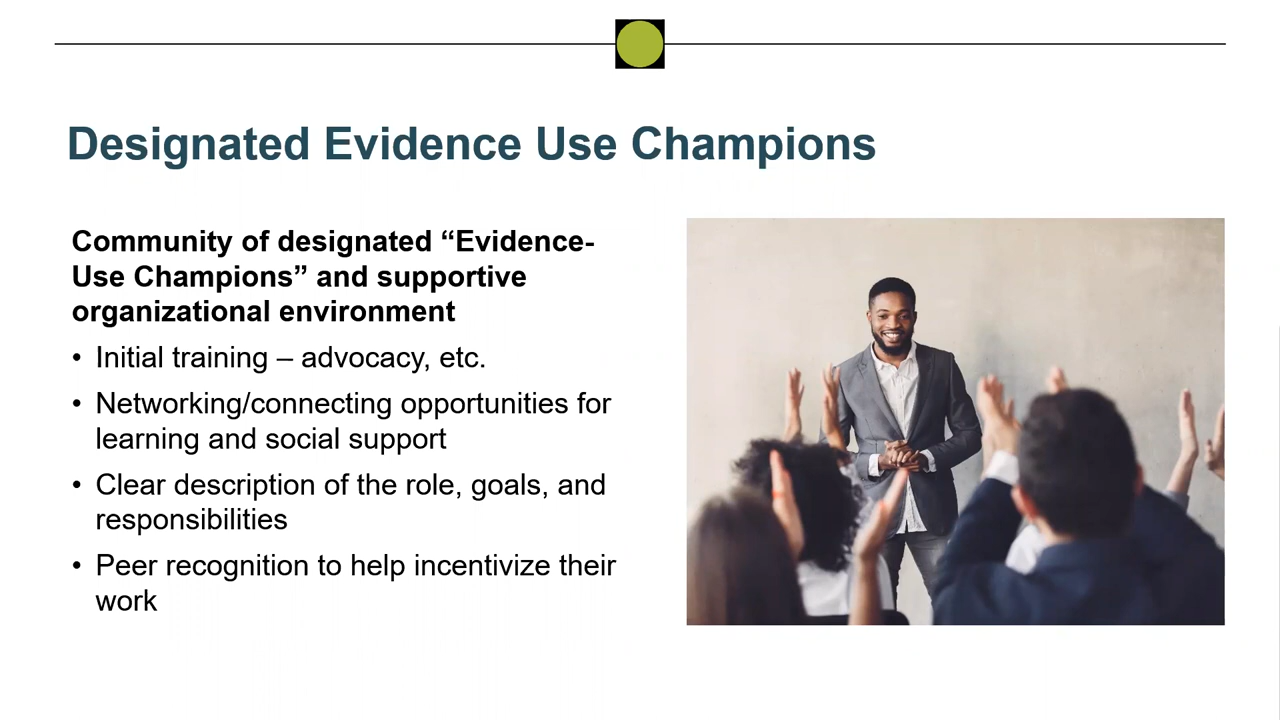 Designated Evidence Use Champions
Community of designated “Evidence-
Use Champions” and supportive
organizational environment
• Initial training – advocacy, etc.
• Networking/connecting opportunities for
learning and social support
• Clear description of the role, goals, and
responsibilities
• Peer recognition to help incentivize their
work